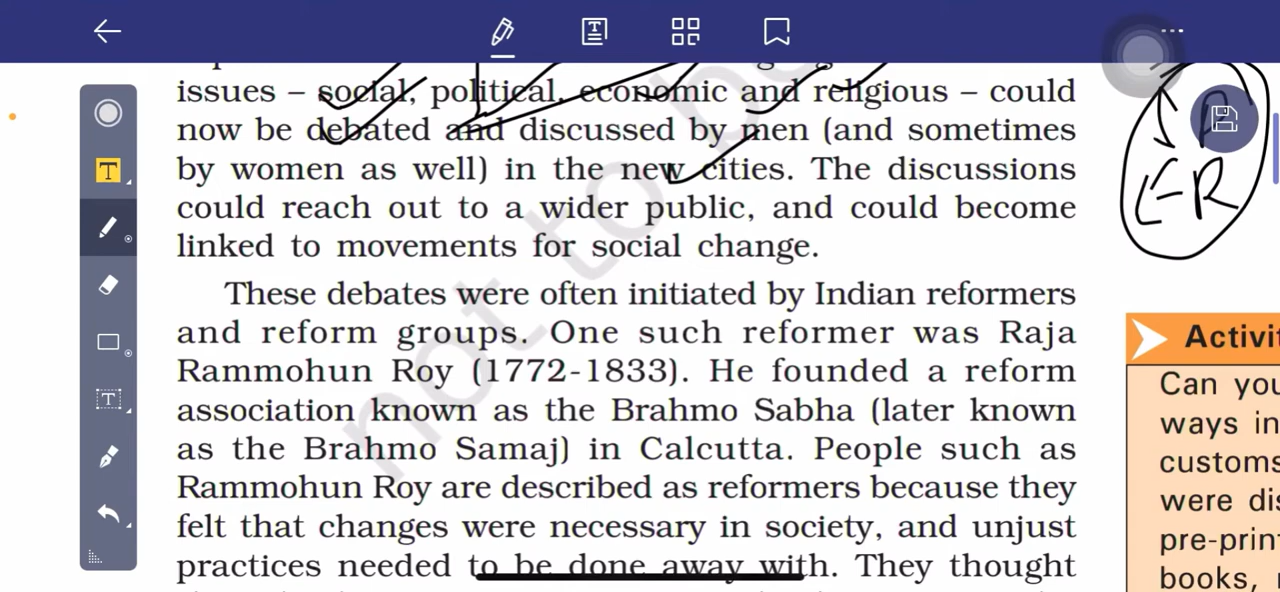 issues – social, political, economic and religious – could
now be debated and discussed by men (and sometimes
by women as well) in the new cities. The discussions
could reach out to a wider public, and could become
linked to movements for social change.
These debates were often initiated by Indian reformers
and reform groups. One such reformer was Raja
Rammohun Roy (1772-1833). He founded a reform
association known as the Brahmo Sabha (later known
as the Brahmo Samaj) in Calcutta. People such as
Rammohun Roy are described as reformers because they
felt that changes were necessary in society, and unjust
practices needed to be done away with. They thought
not to be
R
Activi
Can you
ways in
customs
were dis
pre-print
books,